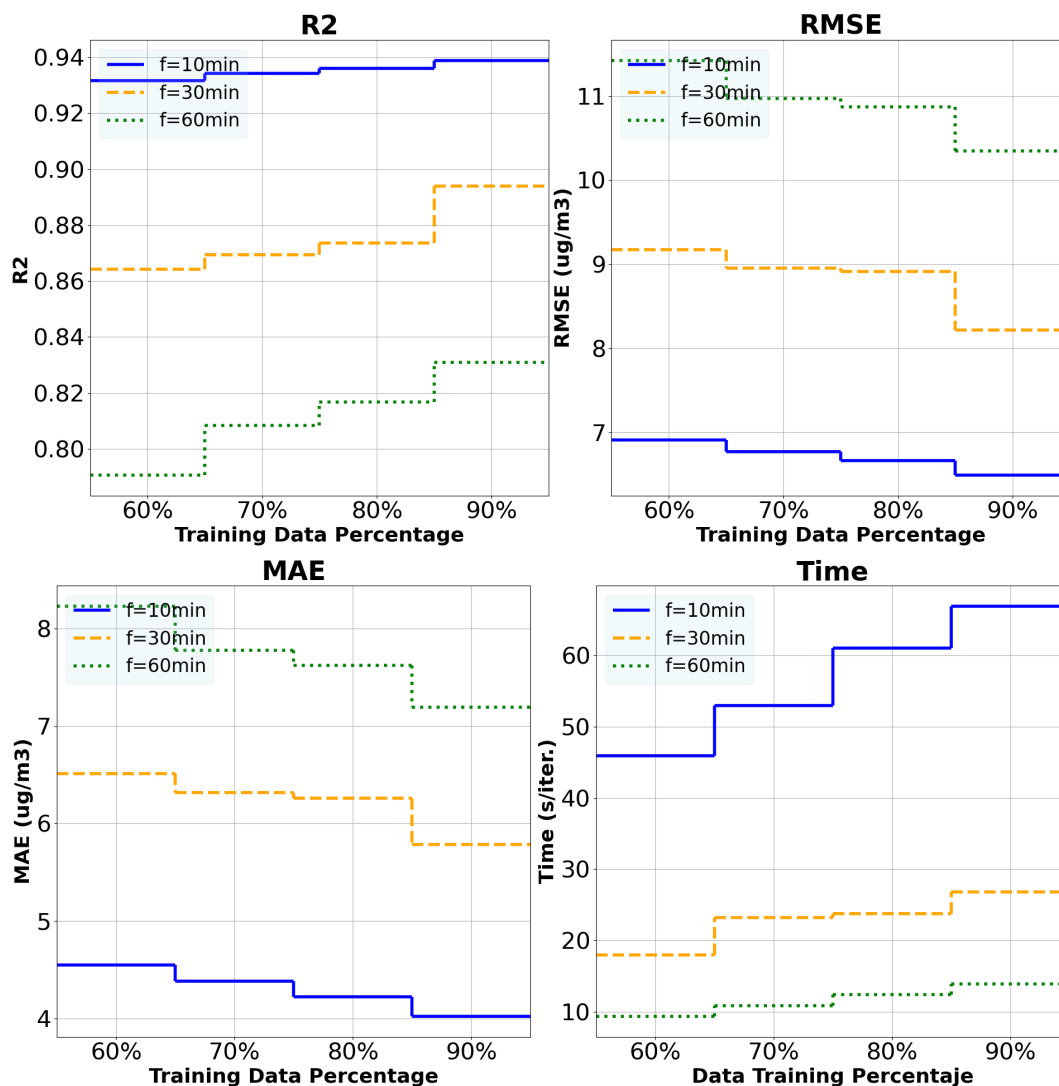 R2
0.94
0.92
0.90
0.88
0.86
0.84
0.82
0.80
R2
f=10min
f=30min
f=60min
60% 70% 80% 90%
Training Data Percentage
RMSE
11
10
9
8
7
RMSE (ug/m3)
f=10min
f=30min
f=60min
60% 70% 80% 90%
Training Data Percentage
MAE
8
7
6
5
4
MAE (ug/m3)
f=10min
f=30min
f=60min
60% 70% 80% 90%
Training Data Percentage
Time
60
50
40
30
20
10
Time (s/iter.)
f=10min
f=30min
f=60min
60% 70% 80% 90%
Data Training Percentaje